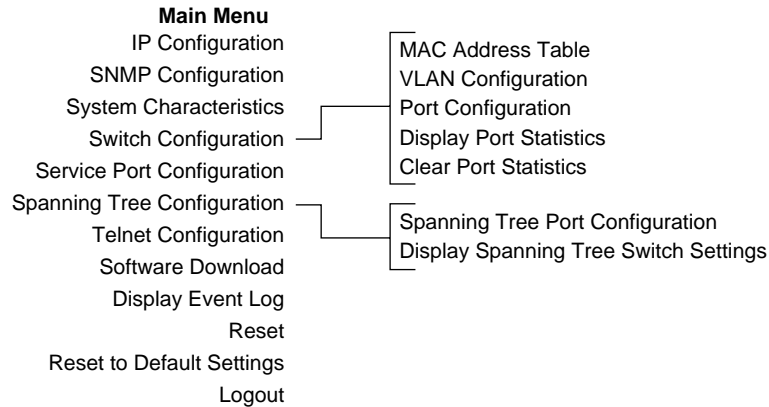 Main Menu
IP Configuration
SNMP Configuration
System Characteristics
Switch Configuration
Service Port Configuration
Spanning Tree Configuration
Telnet Configuration
Software Download
Display Event Log
Reset
Reset to Default Settings
Logout
MAC Address Table
VLAN Configuration
Port Configuration
Display Port Statistics
Clear Port Statistics
Spanning Tree Port Configuration
Display Spanning Tree Switch Settings